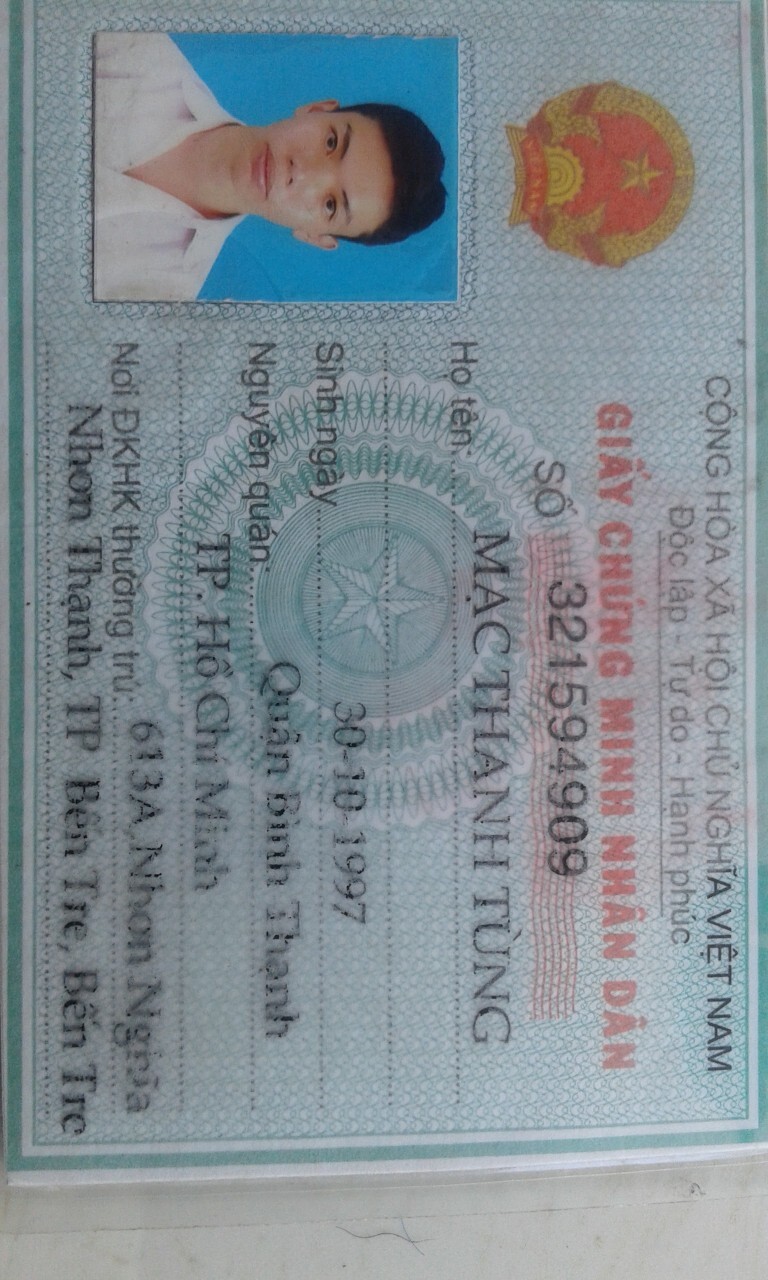 CỘNG HÒA XÃ HỘI CHỦ NGHĨA VIỆT NAM
Độc lập - Tự do - Hạnh phúc
GIẤY CHỨNG MINH NHÂN DÂN
SỐ 321594909
Họ tên: MẠC THẠNH TÙNG
Sinh ngày 30-10-1997
Nguyên quán Quận Bình Thạnh
TP. Hồ Chí Minh
Nơi ĐKHK thường trú 613A Nhơn Nghĩa
Nhơn Thạnh, TP Bến Tre, Bến Tre